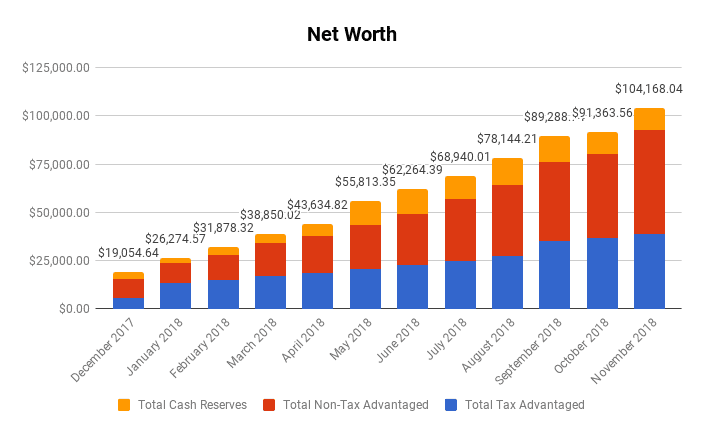 Net Worth
$125,000.00
$100,000.00
$75,000.00
$50,000.00
$25,000.00
$0.00
$19,054.64
$26,274.57
$31,878.32
$38,850.02
$43,634.82
$55,813.35
$62,264.39
$68,940.01
$78,144.21
$91,363.56
$104,168.04
December 2017
January 2018
February 2018
March 2018
April 2018
May 2018
June 2018
July 2018
August 2018
September 2018
October 2018
November 2018
Total Cash Reserves
Total Non-Tax Advantaged
Total Tax Advantaged